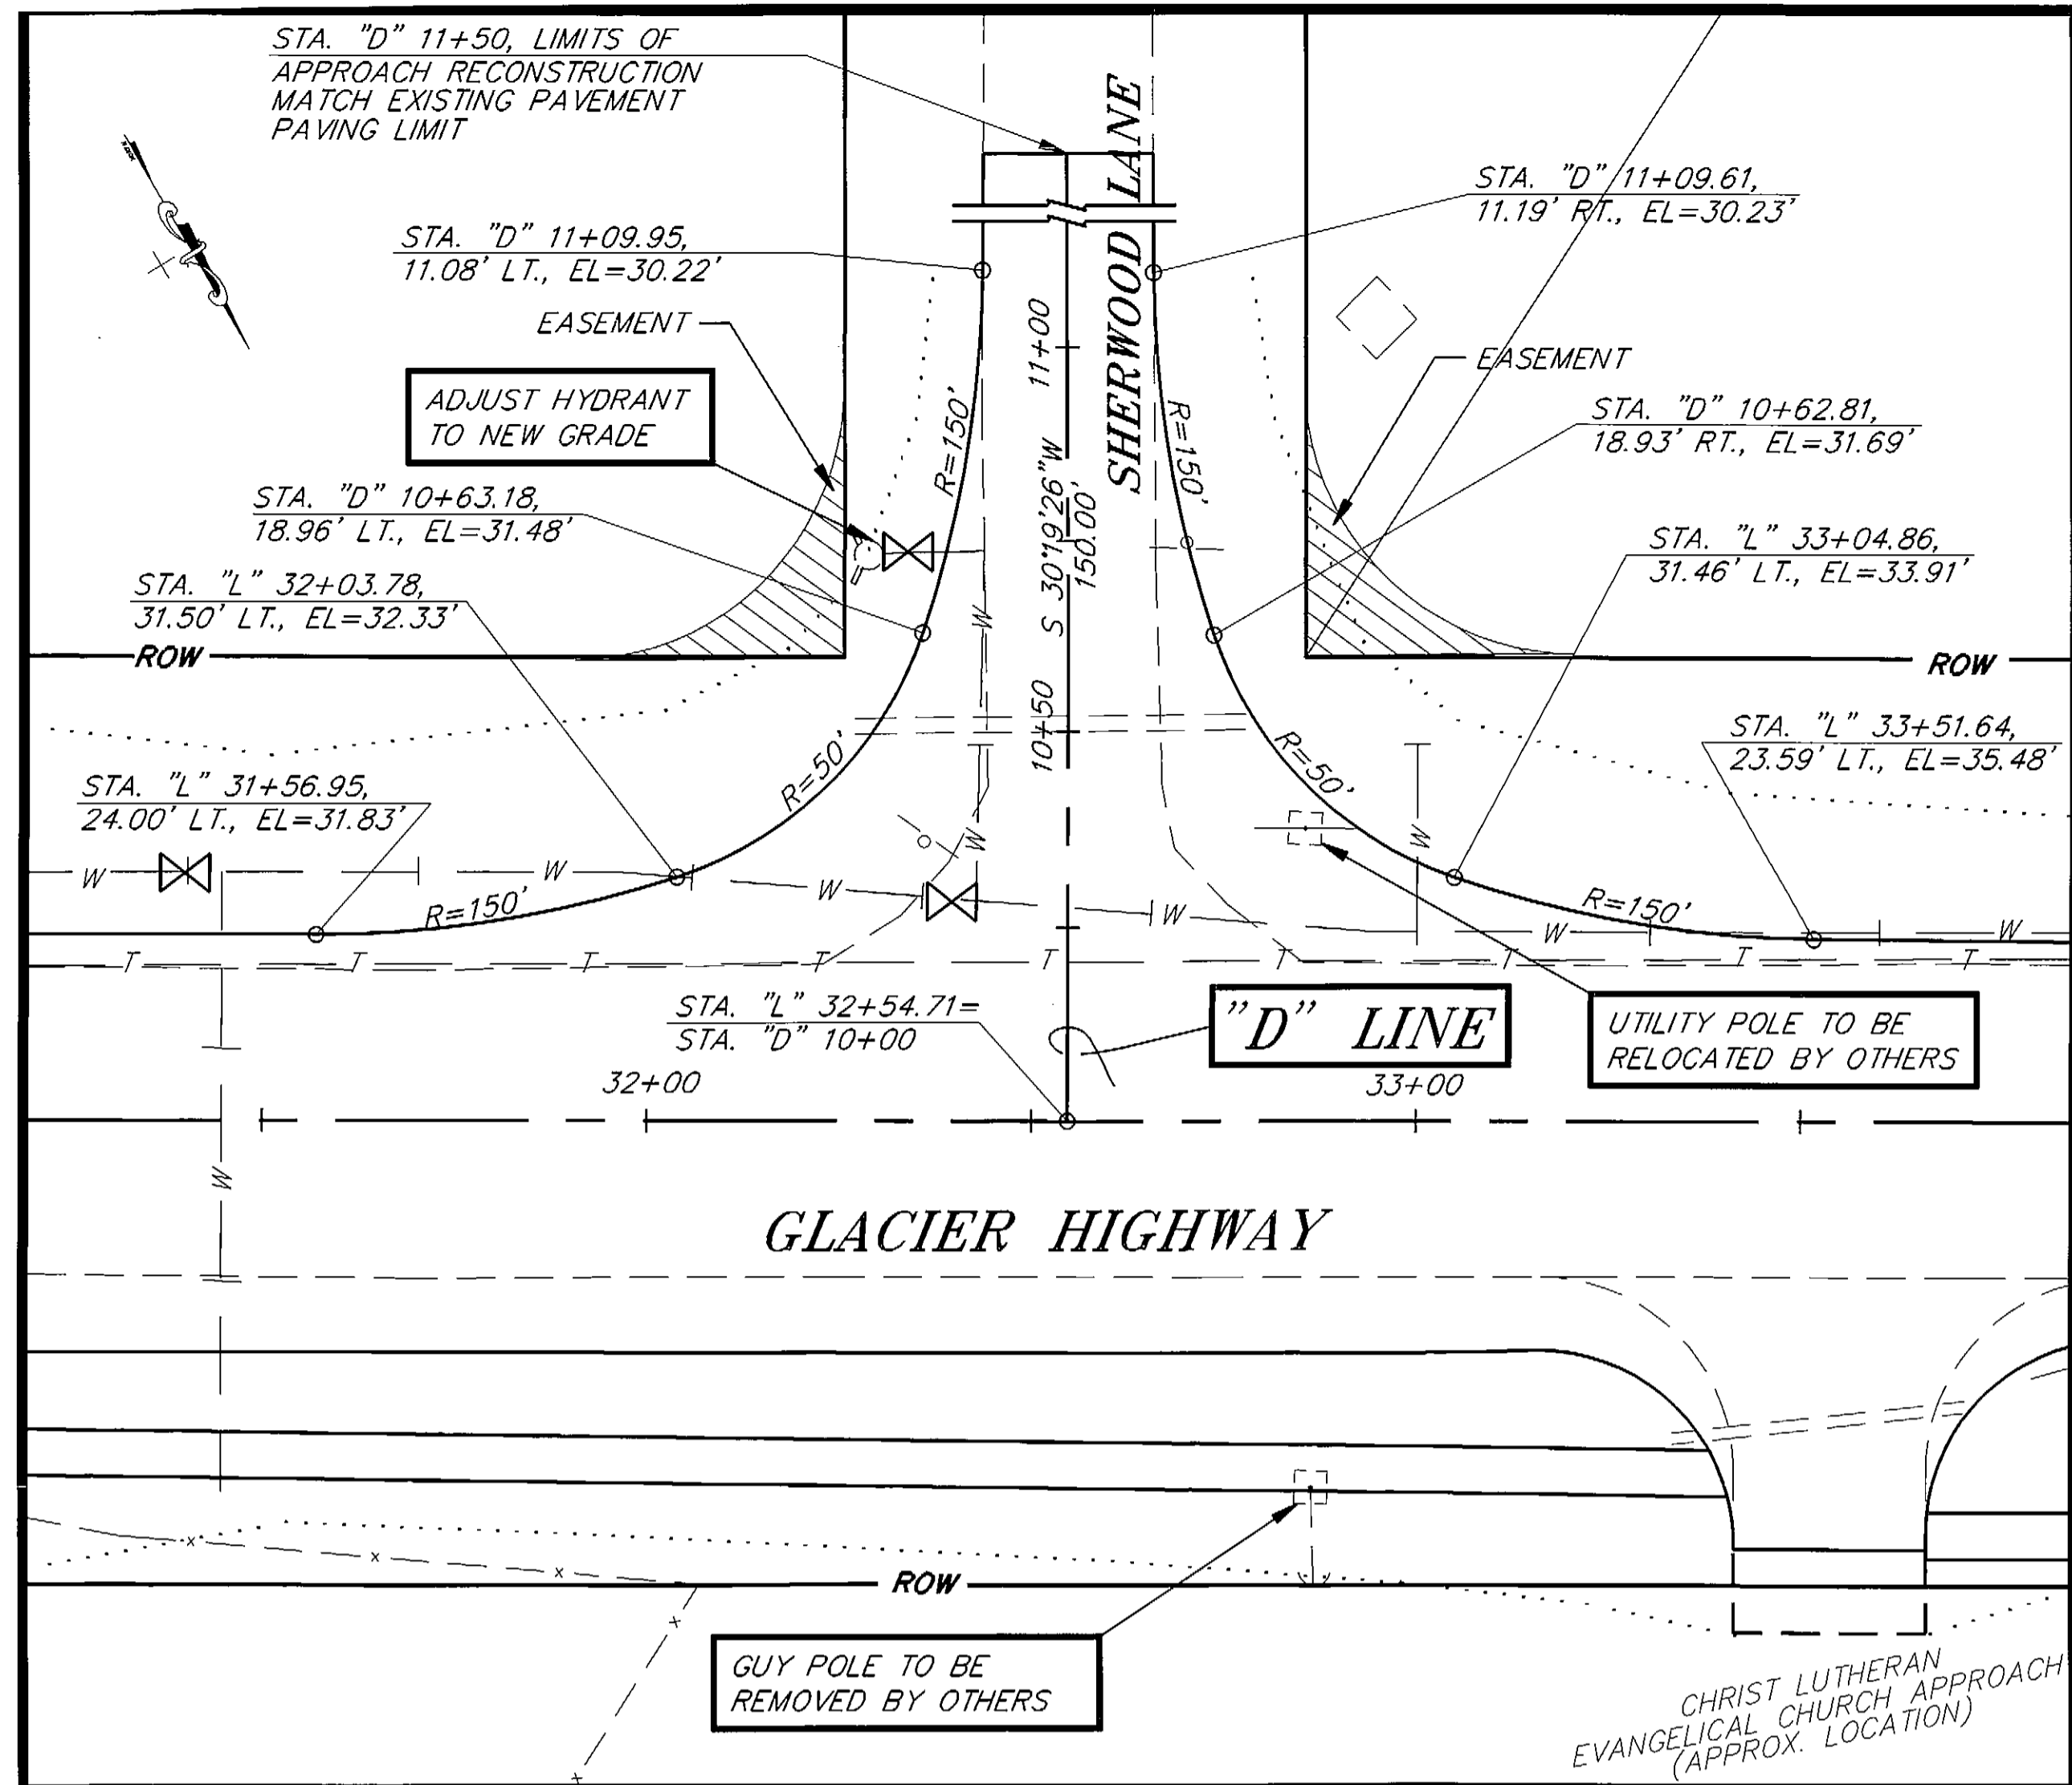 STA. "D" 11+50, LIMITS OF
APPROACH RECONSTRUCTION
MATCH EXISTING PAVEMENT
PAVING LIMIT
SHERWOOD LANE
STA. "D" 11+09.61,
11.19' RT., EL=30.23'
STA. "D" 11+09.95,
11.08' LT., EL=30.22'
EASEMENT
11+00
EASEMENT
ADJUST HYDRANT
TO NEW GRADE
R=150'
R=150'
STA. "D" 10+62.81,
18.93' RT., EL=31.69'
S 30°19'26"W
150.00'
STA. "D" 10+63.18,
18.96' LT., EL=31.48'
STA. "L" 33+04.86,
31.46' LT., EL=33.91'
STA. "L" 32+03.78,
31.50' LT., EL=32.33'
W
ROW
ROW
10+50
STA. "L" 33+51.64,
23.59' LT., EL=35.48'
R=50'
R=50'
STA. "L" 31+56.95,
24.00' LT., EL=31.83'
W
W
W
W
W
R=150'
R=150'
W
W
W
T
T
T
T
T
T
T
T
T
STA. "L" 32+54.71=
STA. "D" 10+00
"D" LINE
UTILITY POLE TO BE
RELOCATED BY OTHERS
32+00
33+00
W
GLACIER HIGHWAY
x
x
x
ROW
x
GUY POLE TO BE
REMOVED BY OTHERS
x
CHRIST LUTHERAN
EVANGELICAL CHURCH APPROACH
(APPROX. LOCATION)